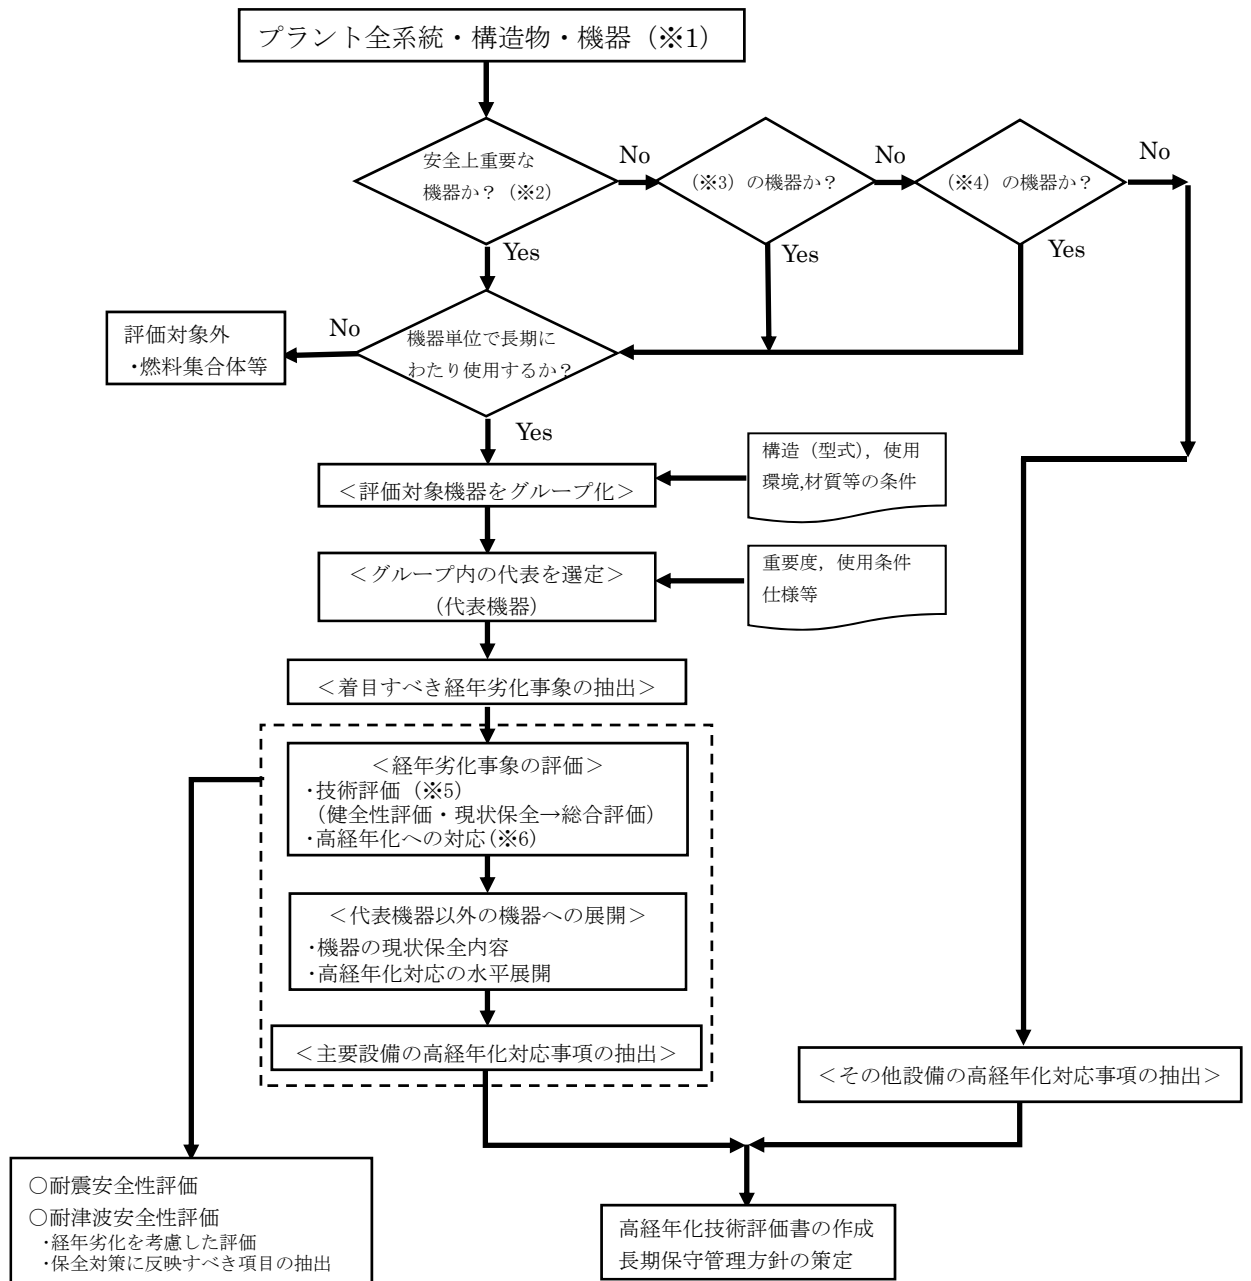 プラント全系統・構造物・機器（※1）
安全上重要な
機器か？（※2）
No
（※3）の機器か？
No
（※4）の機器か？
No
Yes
Yes
Yes
評価対象外
・燃料集合体等
No
機器単位で長期に
わたり使用するか？
Yes
＜評価対象機器をグループ化＞
構造（型式），使用
環境,材質等の条件
＜グループ内の代表を選定＞
（代表機器）
重要度，使用条件
仕様等
＜着目すべき経年劣化事象の抽出＞
＜経年劣化事象の評価＞
・技術評価（※5）
（健全性評価・現状保全→総合評価）
・高経年化への対応(※6)
＜代表機器以外の機器への展開＞
・機器の現状保全内容
・高経年化対応の水平展開
＜主要設備の高経年化対応事項の抽出＞
＜その他設備の高経年化対応事項の抽出＞
○耐震安全性評価
○耐津波安全性評価
・経年劣化を考慮した評価
・保全対策に反映すべき項目の抽出
高経年化技術評価書の作成
長期保守管理方針の策定